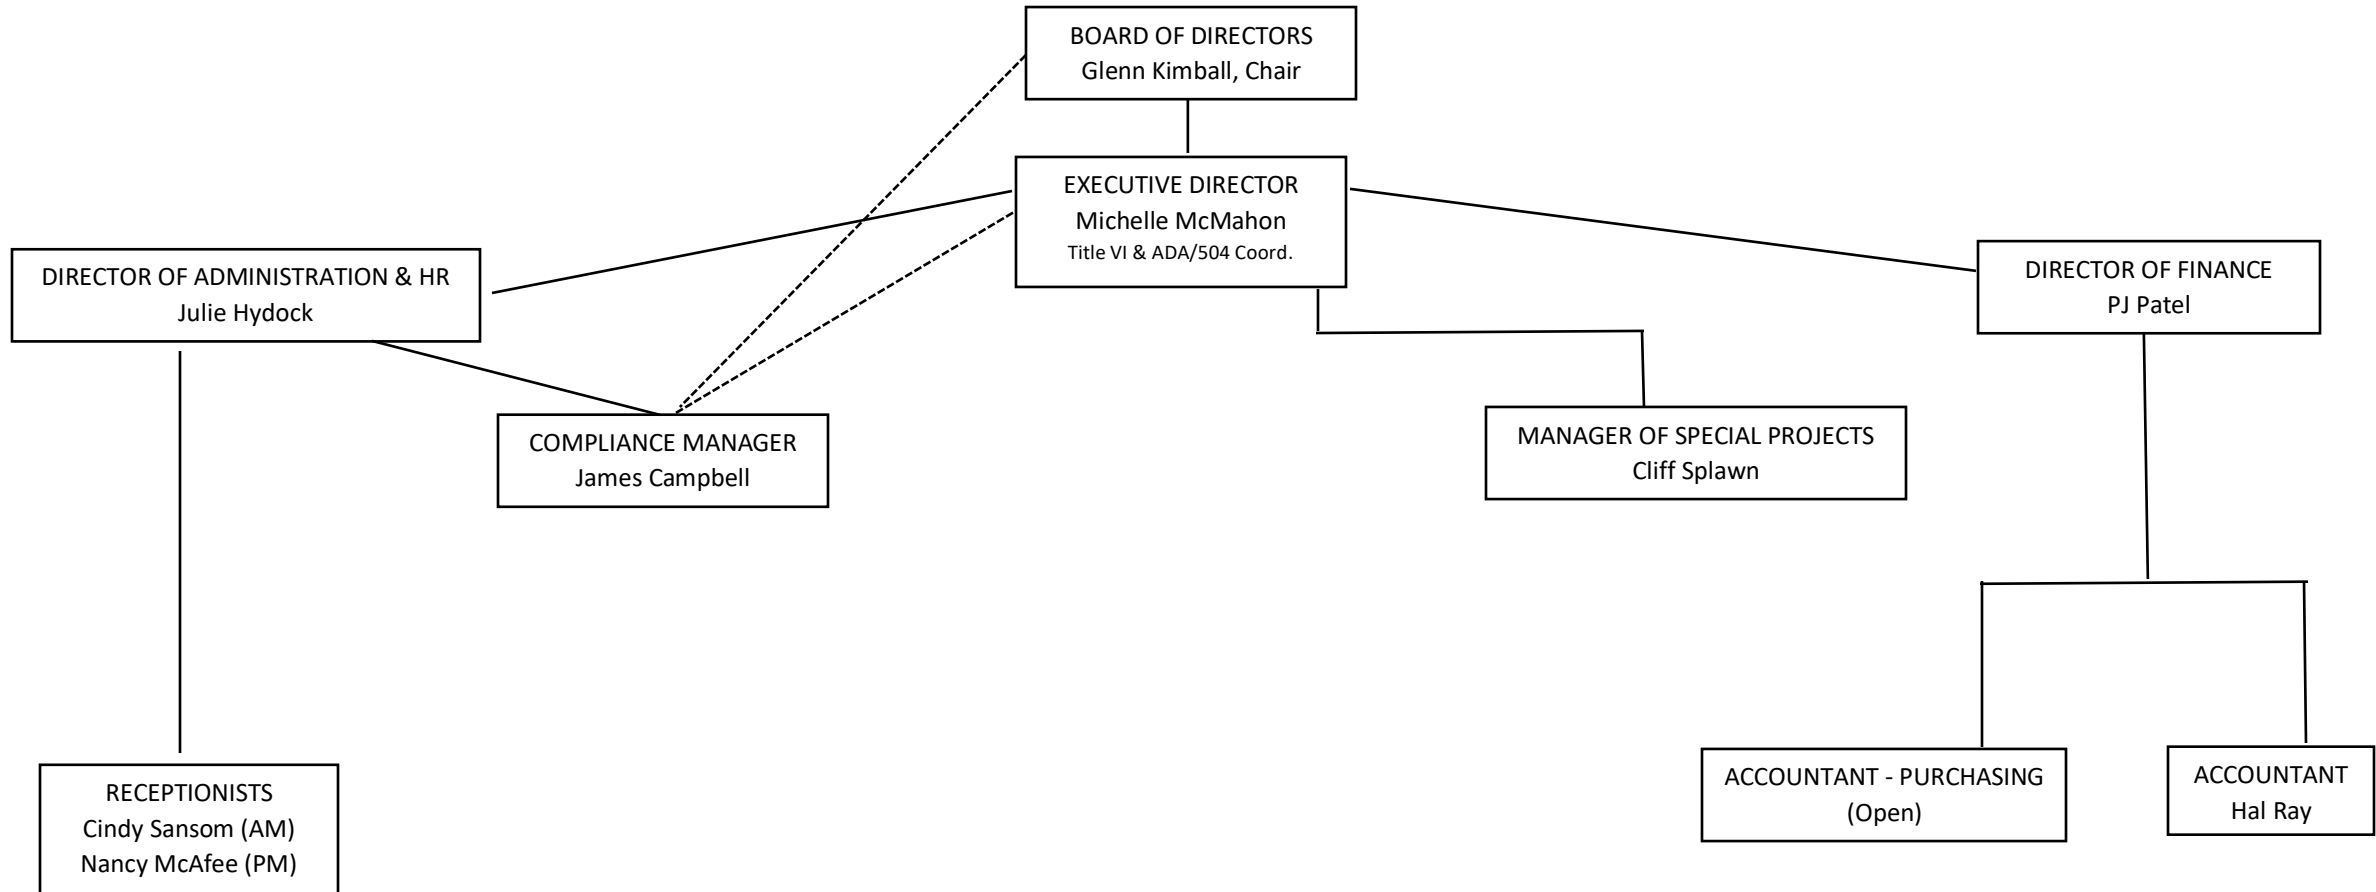 BOARD OF DIRECTORS
Glenn Kimball, Chair
EXECUTIVE DIRECTOR
Michelle McMahon
Title VI & ADA/504 Coord.
DIRECTOR OF ADMINISTRATION & HR
Julie Hydock
DIRECTOR OF FINANCE
PJ Patel
COMPLIANCE MANAGER
James Campbell
MANAGER OF SPECIAL PROJECTS
Cliff Splawn
RECEPTIONISTS
Cindy Sansom (AM)
Nancy McAfee (PM)
ACCOUNTANT - PURCHASING
(Open)
ACCOUNTANT
Hal Ray